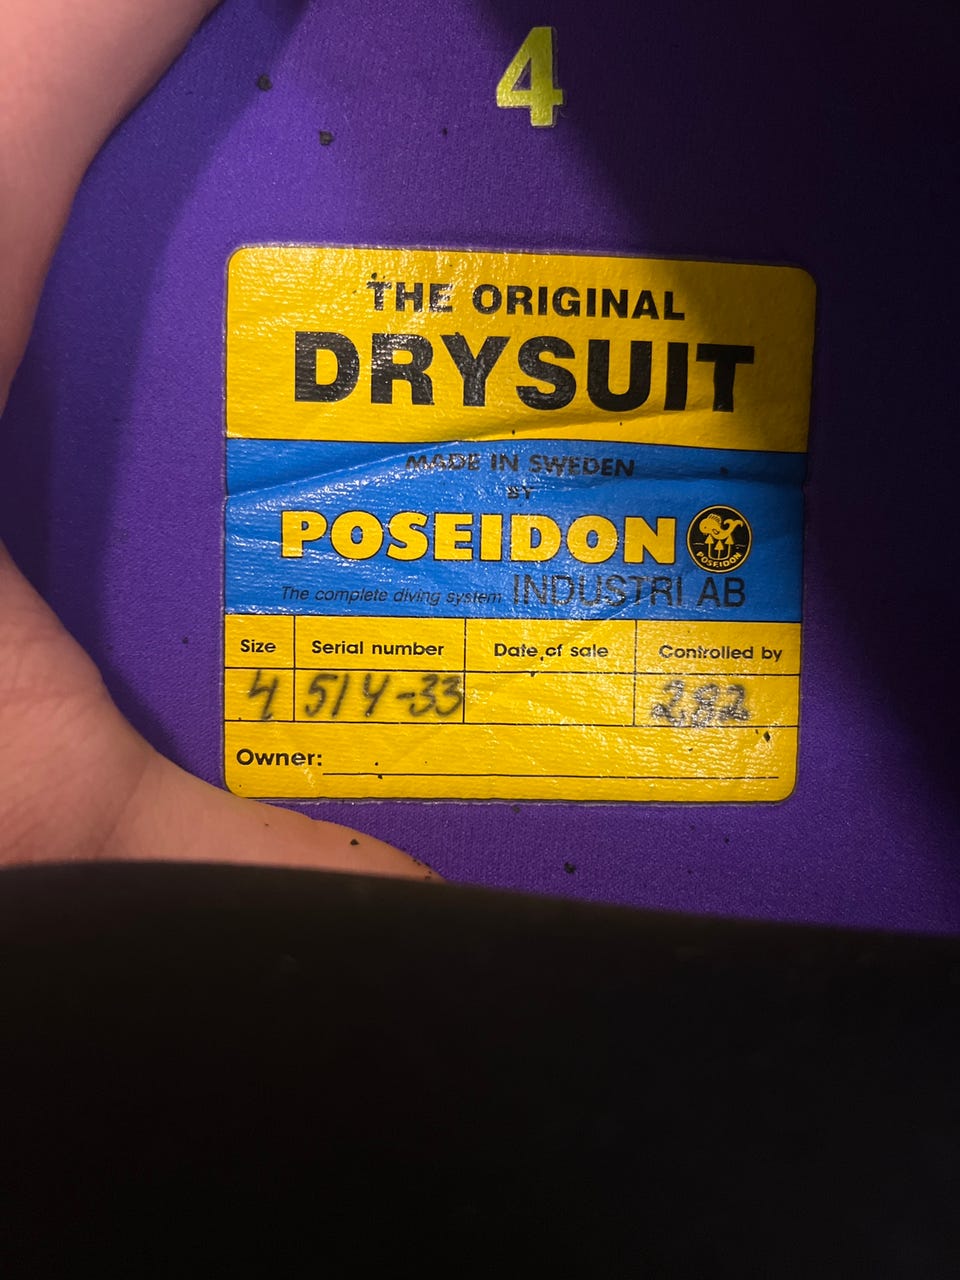 4
THE ORIGINAL
DRYSUIT
MADE IN SWEDEN
BY
POSEIDON
POSEIDON
The complete diving system INDUSTRI AB
Size Serial number Date of sale Controlled by
4 514-33 282
Owner: